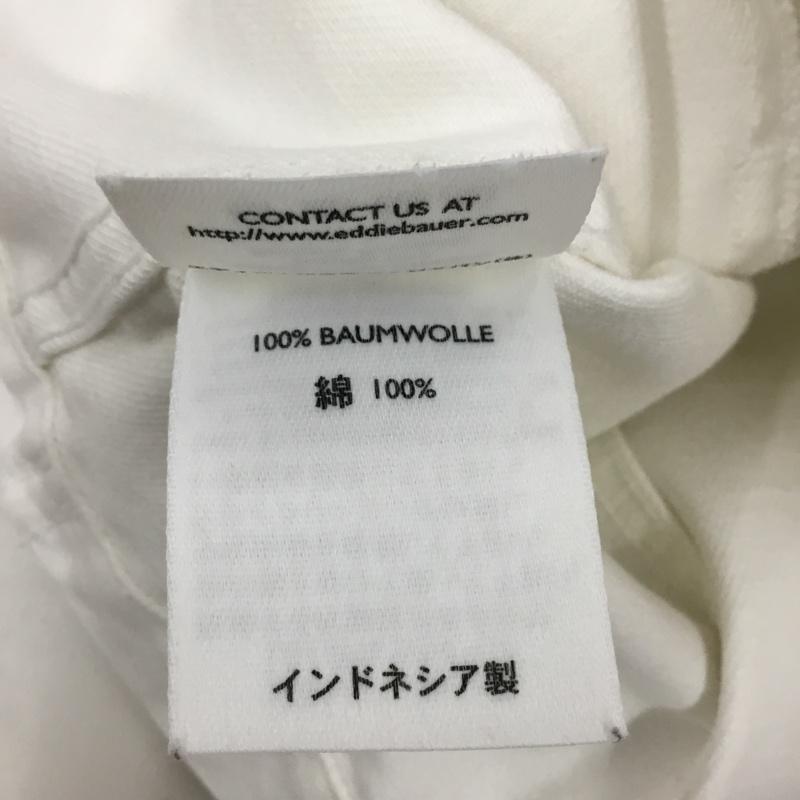 CONTACT US AT
http://www.eddiebauer.com
100% BAUMWOLLE
綿 100%
インドネシア製